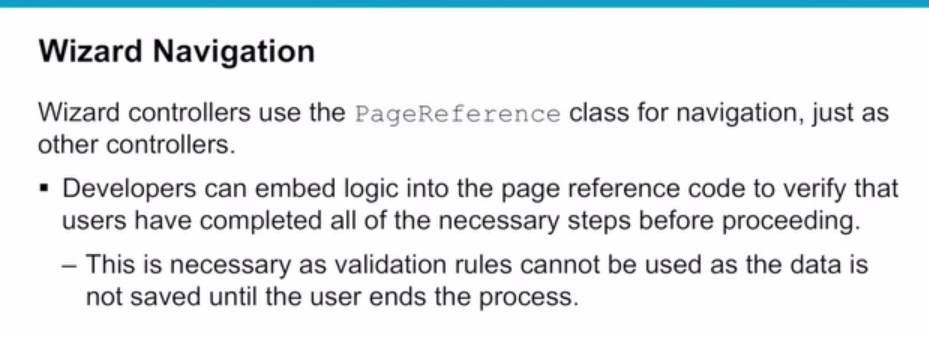 Wizard Navigation
Wizard controllers use the PageReference class for navigation, just as
other controllers.
▪ Developers can embed logic into the page reference code to verify that
users have completed all of the necessary steps before proceeding.
– This is necessary as validation rules cannot be used as the data is
not saved until the user ends the process.